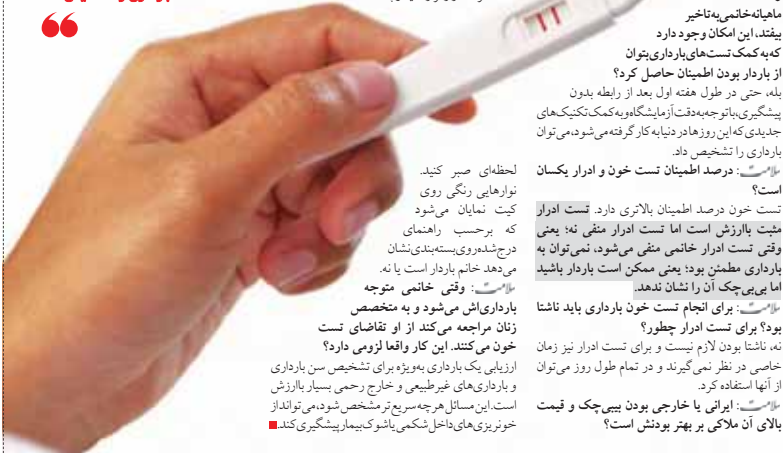 ماهیانه خانمی به تاخیر
بیفتد، این امکان وجود دارد
که به کمک تست‌های بارداری بتوان
از باردار بودن اطمینان حاصل کرد؟
بله، حتی در طول هفته اول بعد از رابطه بدون
پیشگیری، با توجه به دقت آزمایشگاه و به کمک تکنیک‌های
جدیدی که این روزها در دنیا به کار گرفته می‌شود، می‌توان
بارداری را تشخیص داد.
سلامت: درصد اطمینان تست خون و ادرار یکسان
است؟
تست خون درصد اطمینان بالاتری دارد. تست ادرار
مثبت باارزش است اما تست ادرار منفی نه؛ یعنی
وقتی تست ادرار خانمی منفی می‌شود، نمی‌توان به
بارداری مطمئن بود؛ یعنی ممکن است باردار باشید
اما بی‌بی‌چک آن را نشان ندهد.
سلامت: برای انجام تست خون بارداری باید ناشتا
بود؟ برای تست ادرار چطور؟
نه، ناشتا بودن لازم نیست و برای تست ادرار نیز زمان
خاصی در نظر نمی‌گیرند و در تمام طول روز می‌توان
از آنها استفاده کرد.
سلامت: ایرانی یا خارجی بودن بیبی‌چک و قیمت
بالای آن ملاکی بر بهتر بودنش است؟
لحظه‌ای صبر کنید.
نوارهایی رنگی روی
کیت نمایان می‌شود
که برحسب راهنمای
درج‌شده روی بسته‌بندی نشان
می‌دهد خانم باردار است یا نه.
سلامت: وقتی خانمی متوجه
بارداری‌اش می‌شود و به متخصص
زنان مراجعه می‌کند از او تقاضای تست
خون می‌کنند. این کار واقعا لزومی دارد؟
ارزیابی یک بارداری به‌ویژه برای تشخیص سن بارداری
و بارداری‌های غیرطبیعی و خارج رحمی بسیار باارزش
است. این مسائل هرچه سریع‌تر مشخص شود، می‌تواند از
خونریزی‌های داخل شکمی یا شوک بیمار پیشگیری کند.